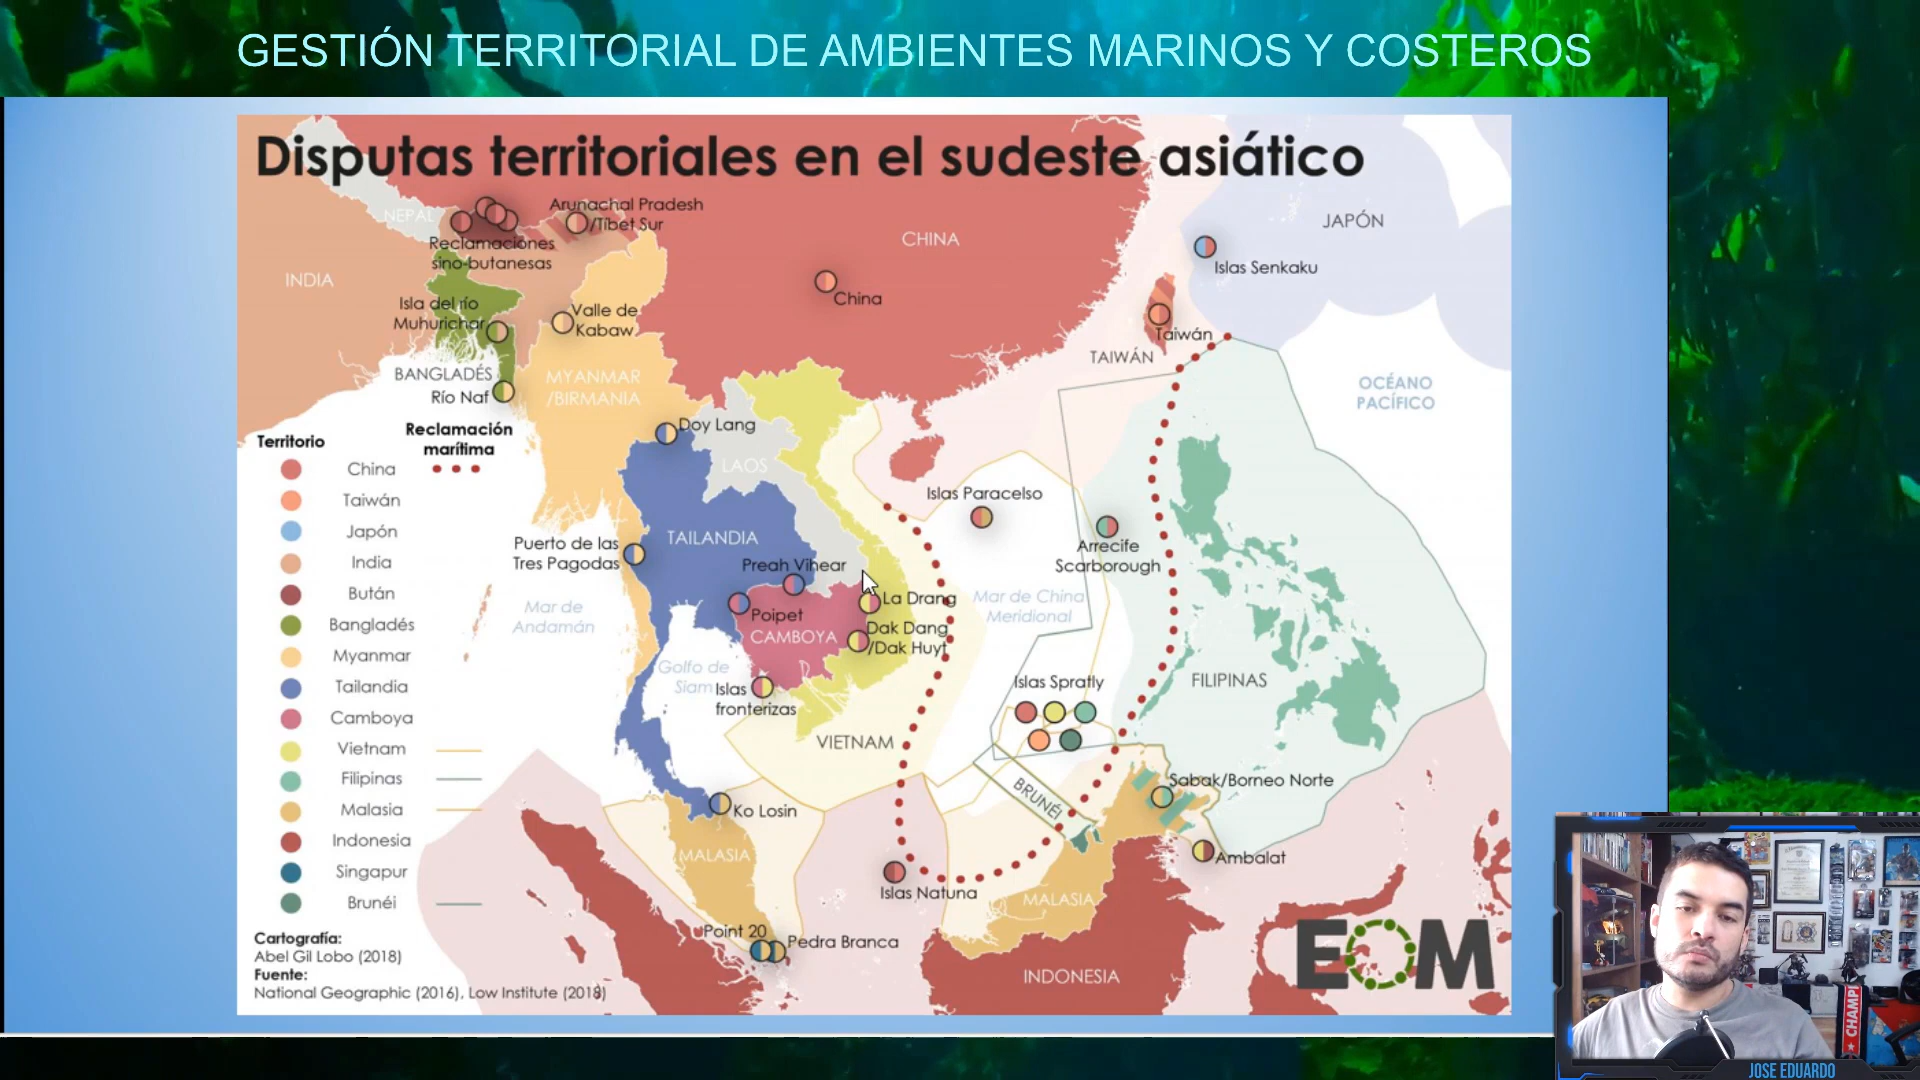 GESTIÓN TERRITORIAL DE AMBIENTES MARINOS Y COSTEROS
Disputas territoriales en el sudeste asiático
NEPAL
Arunachal Pradesh
/Tíbet Sur
Reclamaciones
sino-butanesas
CHINA
JAPÓN
Islas Senkaku
INDIA
China
Isla del río
Muhurichar
Valle de
Kabaw
Taiwán
TAIWÁN
BANGLADÉS
Río Naf
MYANMAR
/BIRMANIA
OCÉANO
PACÍFICO
Doy Lang
LAOS
Territorio
Reclamación
marítima
China
Taiwán
Japón
India
Bután
Bangladés
Myanmar
Tailandia
Camboya
Vietnam
Filipinas
Malasia
Indonesia
Singapur
Brunéi
Islas Paracelso
TAILANDIA
Puerto de las
Tres Pagodas
Preah Vihear
Arrecife
Scarborough
Mar de
Andamán
Poipet
CAMBOYA
La Drang
Dak Dang
/Dak Huyt
Mar de China
Meridional
Golfo de
Siam
Islas
fronterizas
Islas Spratly
FILIPINAS
VIETNAM
BRUNÉI
Sabak/Borneo Norte
Ko Losin
MALASIA
Ambalat
Islas Natuna
MALASIA
Point 20
Pedra Branca
INDONESIA
EOM
Cartografía:
Abel Gil Lobo (2018)
Fuente:
National Geographic (2016), Low Institute (2018)
CHAMPI
JOSE EDUARDO